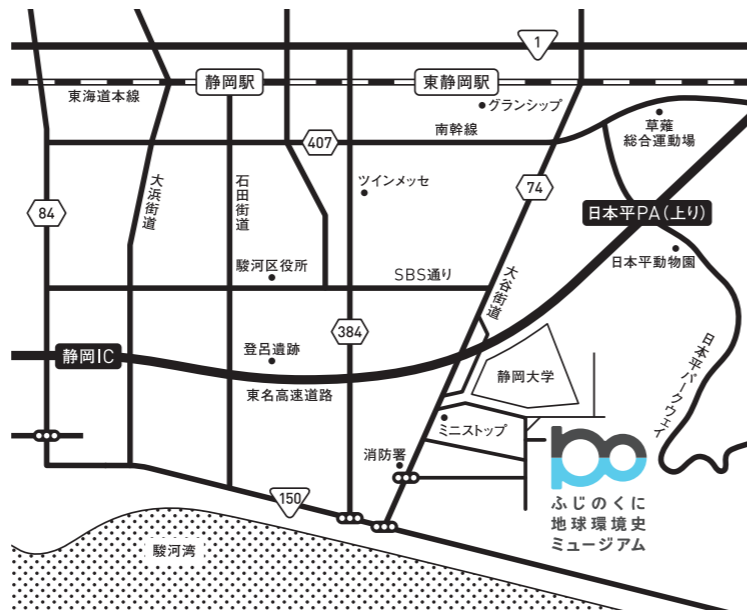 1
静岡駅
東静岡駅
東海道本線
グランシップ
南幹線
草薙
総合運動場
407
大浜街道
石田街道
ツインメッセ
74
84
日本平PA(上り)
駿河区役所
SBS通り
大谷街道
日本平動物園
384
静岡IC
登呂遺跡
東名高速道路
静岡大学
日本平パークウェイ
ミニストップ
消防署
150
ふじのくに
地球環境史
ミュージアム
駿河湾